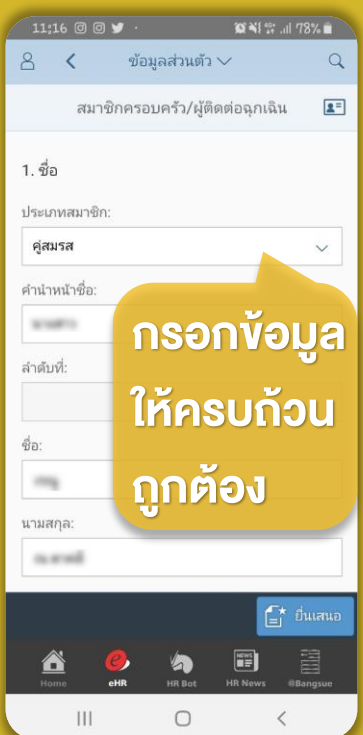 11:16
78%
ข้อมูลส่วนตัว
สมาชิกครอบครัว/ผู้ติดต่อฉุกเฉิน
1. ชื่อ
ประเภทสมาชิก:
คู่สมรส
คำนำหน้าชื่อ:
ลำดับที่:
ชื่อ:
นามสกุล:
กรอกข้อมูล
ให้ครบถ้วน
ถูกต้อง
ยื่นเสนอ
NEWS
Home eHR HR Bot HR News @Bangsue